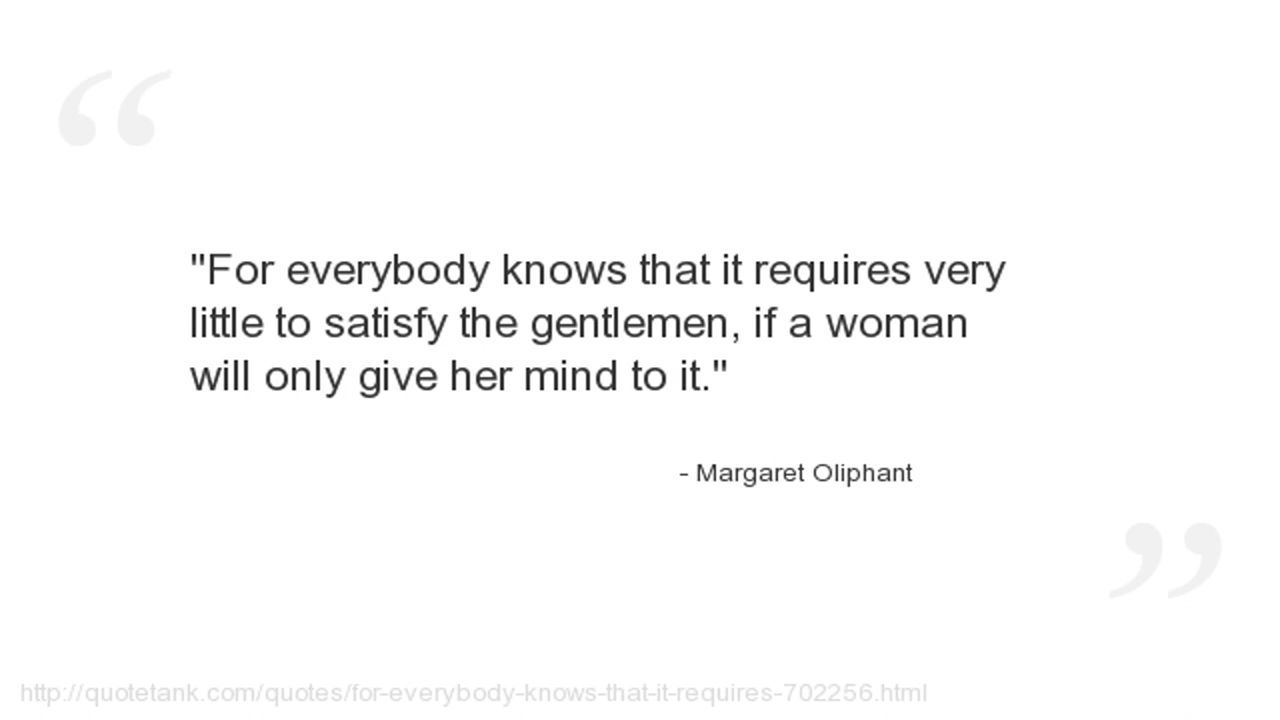 "For everybody knows that it requires very
little to satisfy the gentlemen, if a woman
will only give her mind to it."
- Margaret Oliphant
http://quotetank.com/quotes/for-everybody-knows-that-it-requires-702256.html